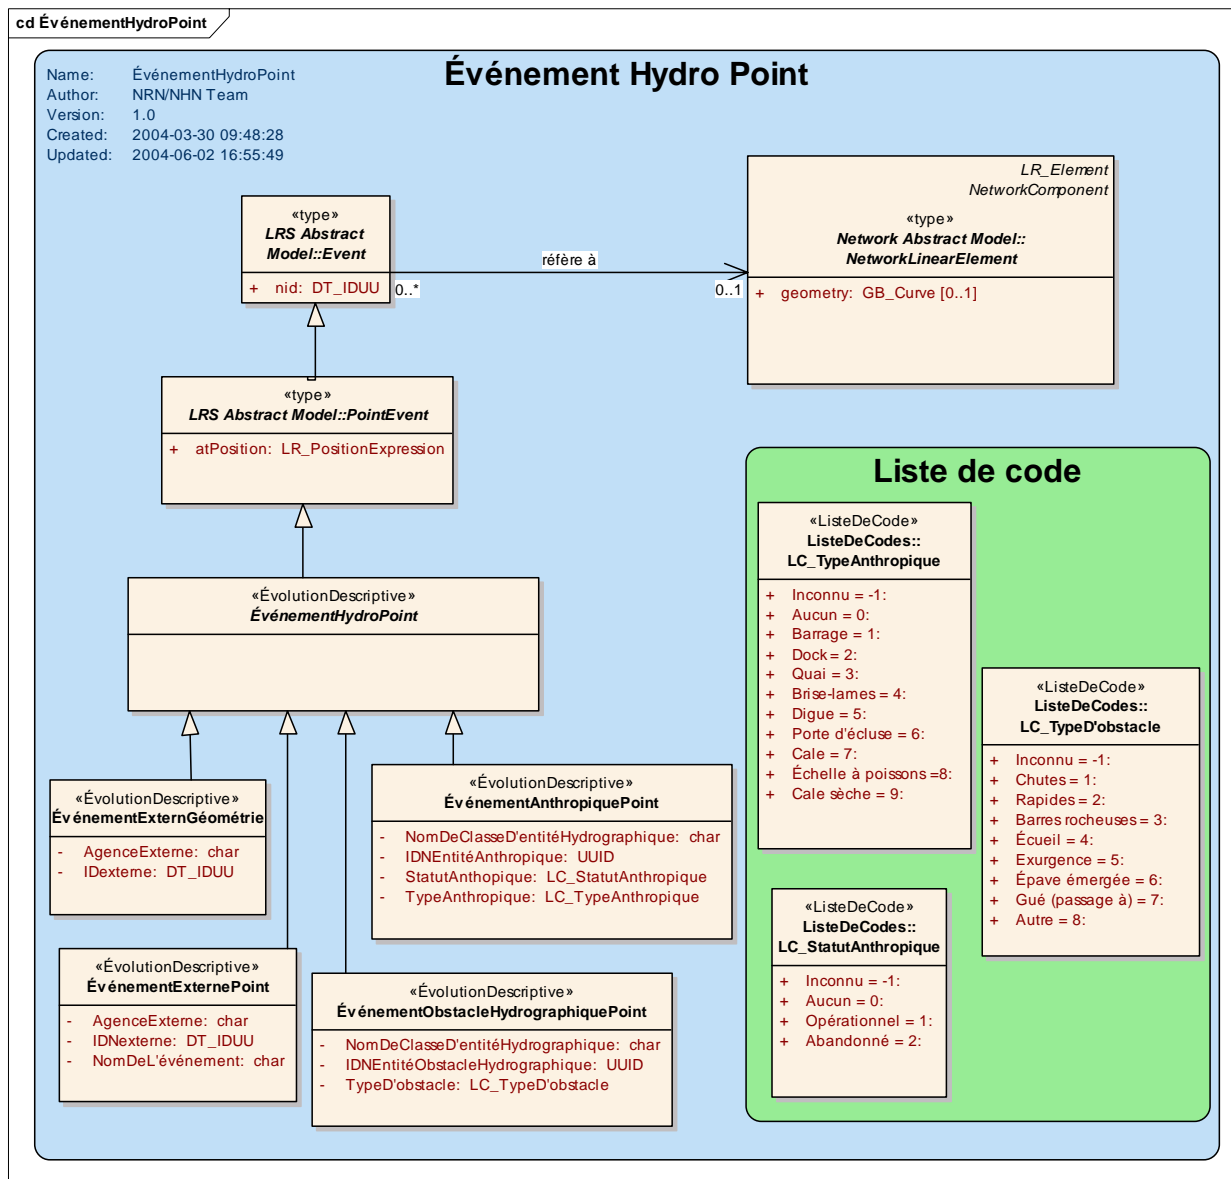 cd ÉvénementHydroPoint
Événement Hydro Point
Name: ÉvénementHydroPoint
Author: NRN/NHN Team
Version: 1.0
Created: 2004-03-30 09:48:28
Updated: 2004-06-02 16:55:49
«type»
LRS Abstract
Model::Event
+ nid: DT_IDUU
0..*
réfère à
0..1
LR_Element
NetworkComponent
«type»
Network Abstract Model::
NetworkLinearElement
+ geometry: GB_Curve [0..1]
«type»
LRS Abstract Model::PointEvent
+ atPosition: LR_PositionExpression
«ÉvolutionDescriptive»
ÉvénementHydroPoint
«ÉvolutionDescriptive»
ÉvénementExternGéométrie
- AgenceExterne: char
- IDexterne: DT_IDUU
«ÉvolutionDescriptive»
ÉvénementAnthropiquePoint
- NomDeClasseD'entitéHydrographique: char
- IDNEntitéAnthropique: UUID
- StatutAnthopique: LC_StatutAnthropique
- TypeAnthropique: LC_TypeAnthropique
«ÉvolutionDescriptive»
ÉvénementExternePoint
- AgenceExterne: char
- IDNexterne: DT_IDUU
- NomDeL'événement: char
«ÉvolutionDescriptive»
ÉvénementObstacleHydrographiquePoint
- NomDeClasseD'entitéHydrographique: char
- IDNEntitéObstacleHydrographique: UUID
- TypeD'obstacle: LC_TypeD'obstacle
Liste de code
«ListeDeCode»
ListeDeCodes::
LC_TypeAnthropique
+ Inconnu = -1:
+ Aucun = 0:
+ Barrage = 1:
+ Dock = 2:
+ Quai = 3:
+ Brise-lames = 4:
+ Digue = 5:
+ Porte d'écluse = 6:
+ Cale = 7:
+ Échelle à poissons =8:
+ Cale sèche = 9:
«ListeDeCode»
ListeDeCodes::
LC_TypeD'obstacle
+ Inconnu = -1:
+ Chutes = 1:
+ Rapides = 2:
+ Barres rocheuses = 3:
+ Écueil = 4:
+ Exurgence = 5:
+ Épave émergée = 6:
+ Gué (passage à) = 7:
+ Autre = 8:
«ListeDeCode»
ListeDeCodes::
LC_StatutAnthropique
+ Inconnu = -1:
+ Aucun = 0:
+ Opérationnel = 1:
+ Abandonné = 2: